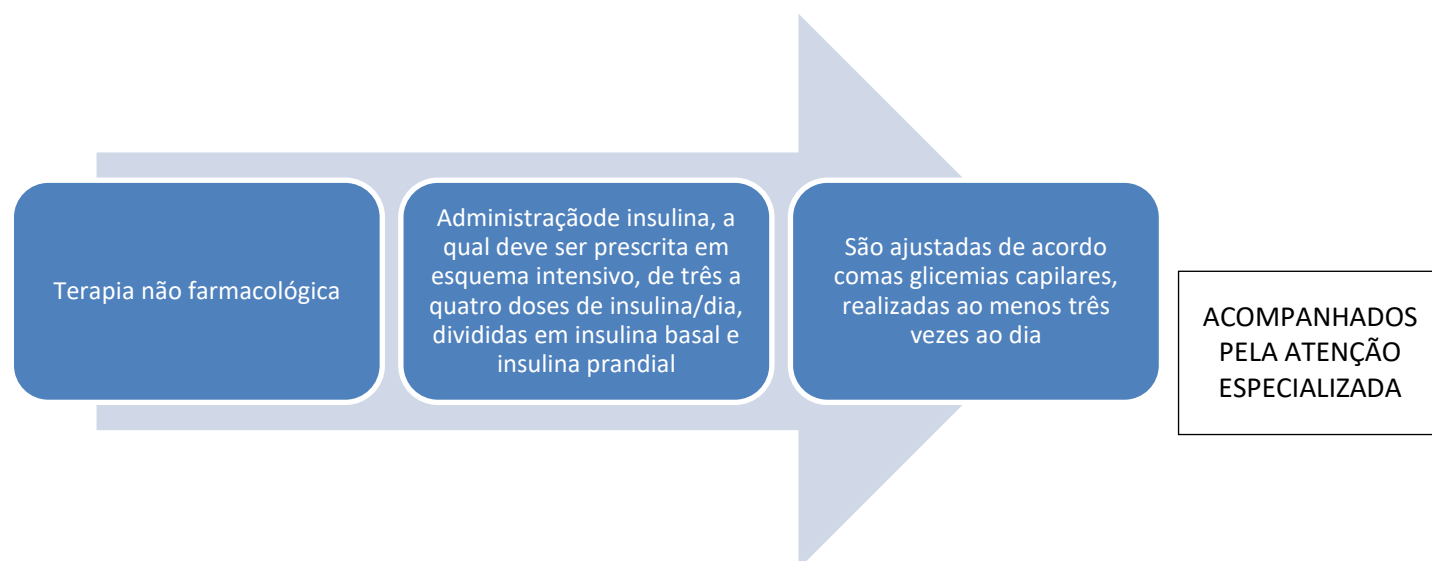 Terapia não farmacológica
Administraçãode insulina, a
qual deve ser prescrita em
esquema intensivo, de três a
quatro doses de insulina/dia,
divididas em insulina basal e
insulina prandial
São ajustadas de acordo
comas glicemias capilares,
realizadas ao menos três
vezes ao dia
ACOMPANHADOS
PELA ATENÇÃO
ESPECIALIZADA